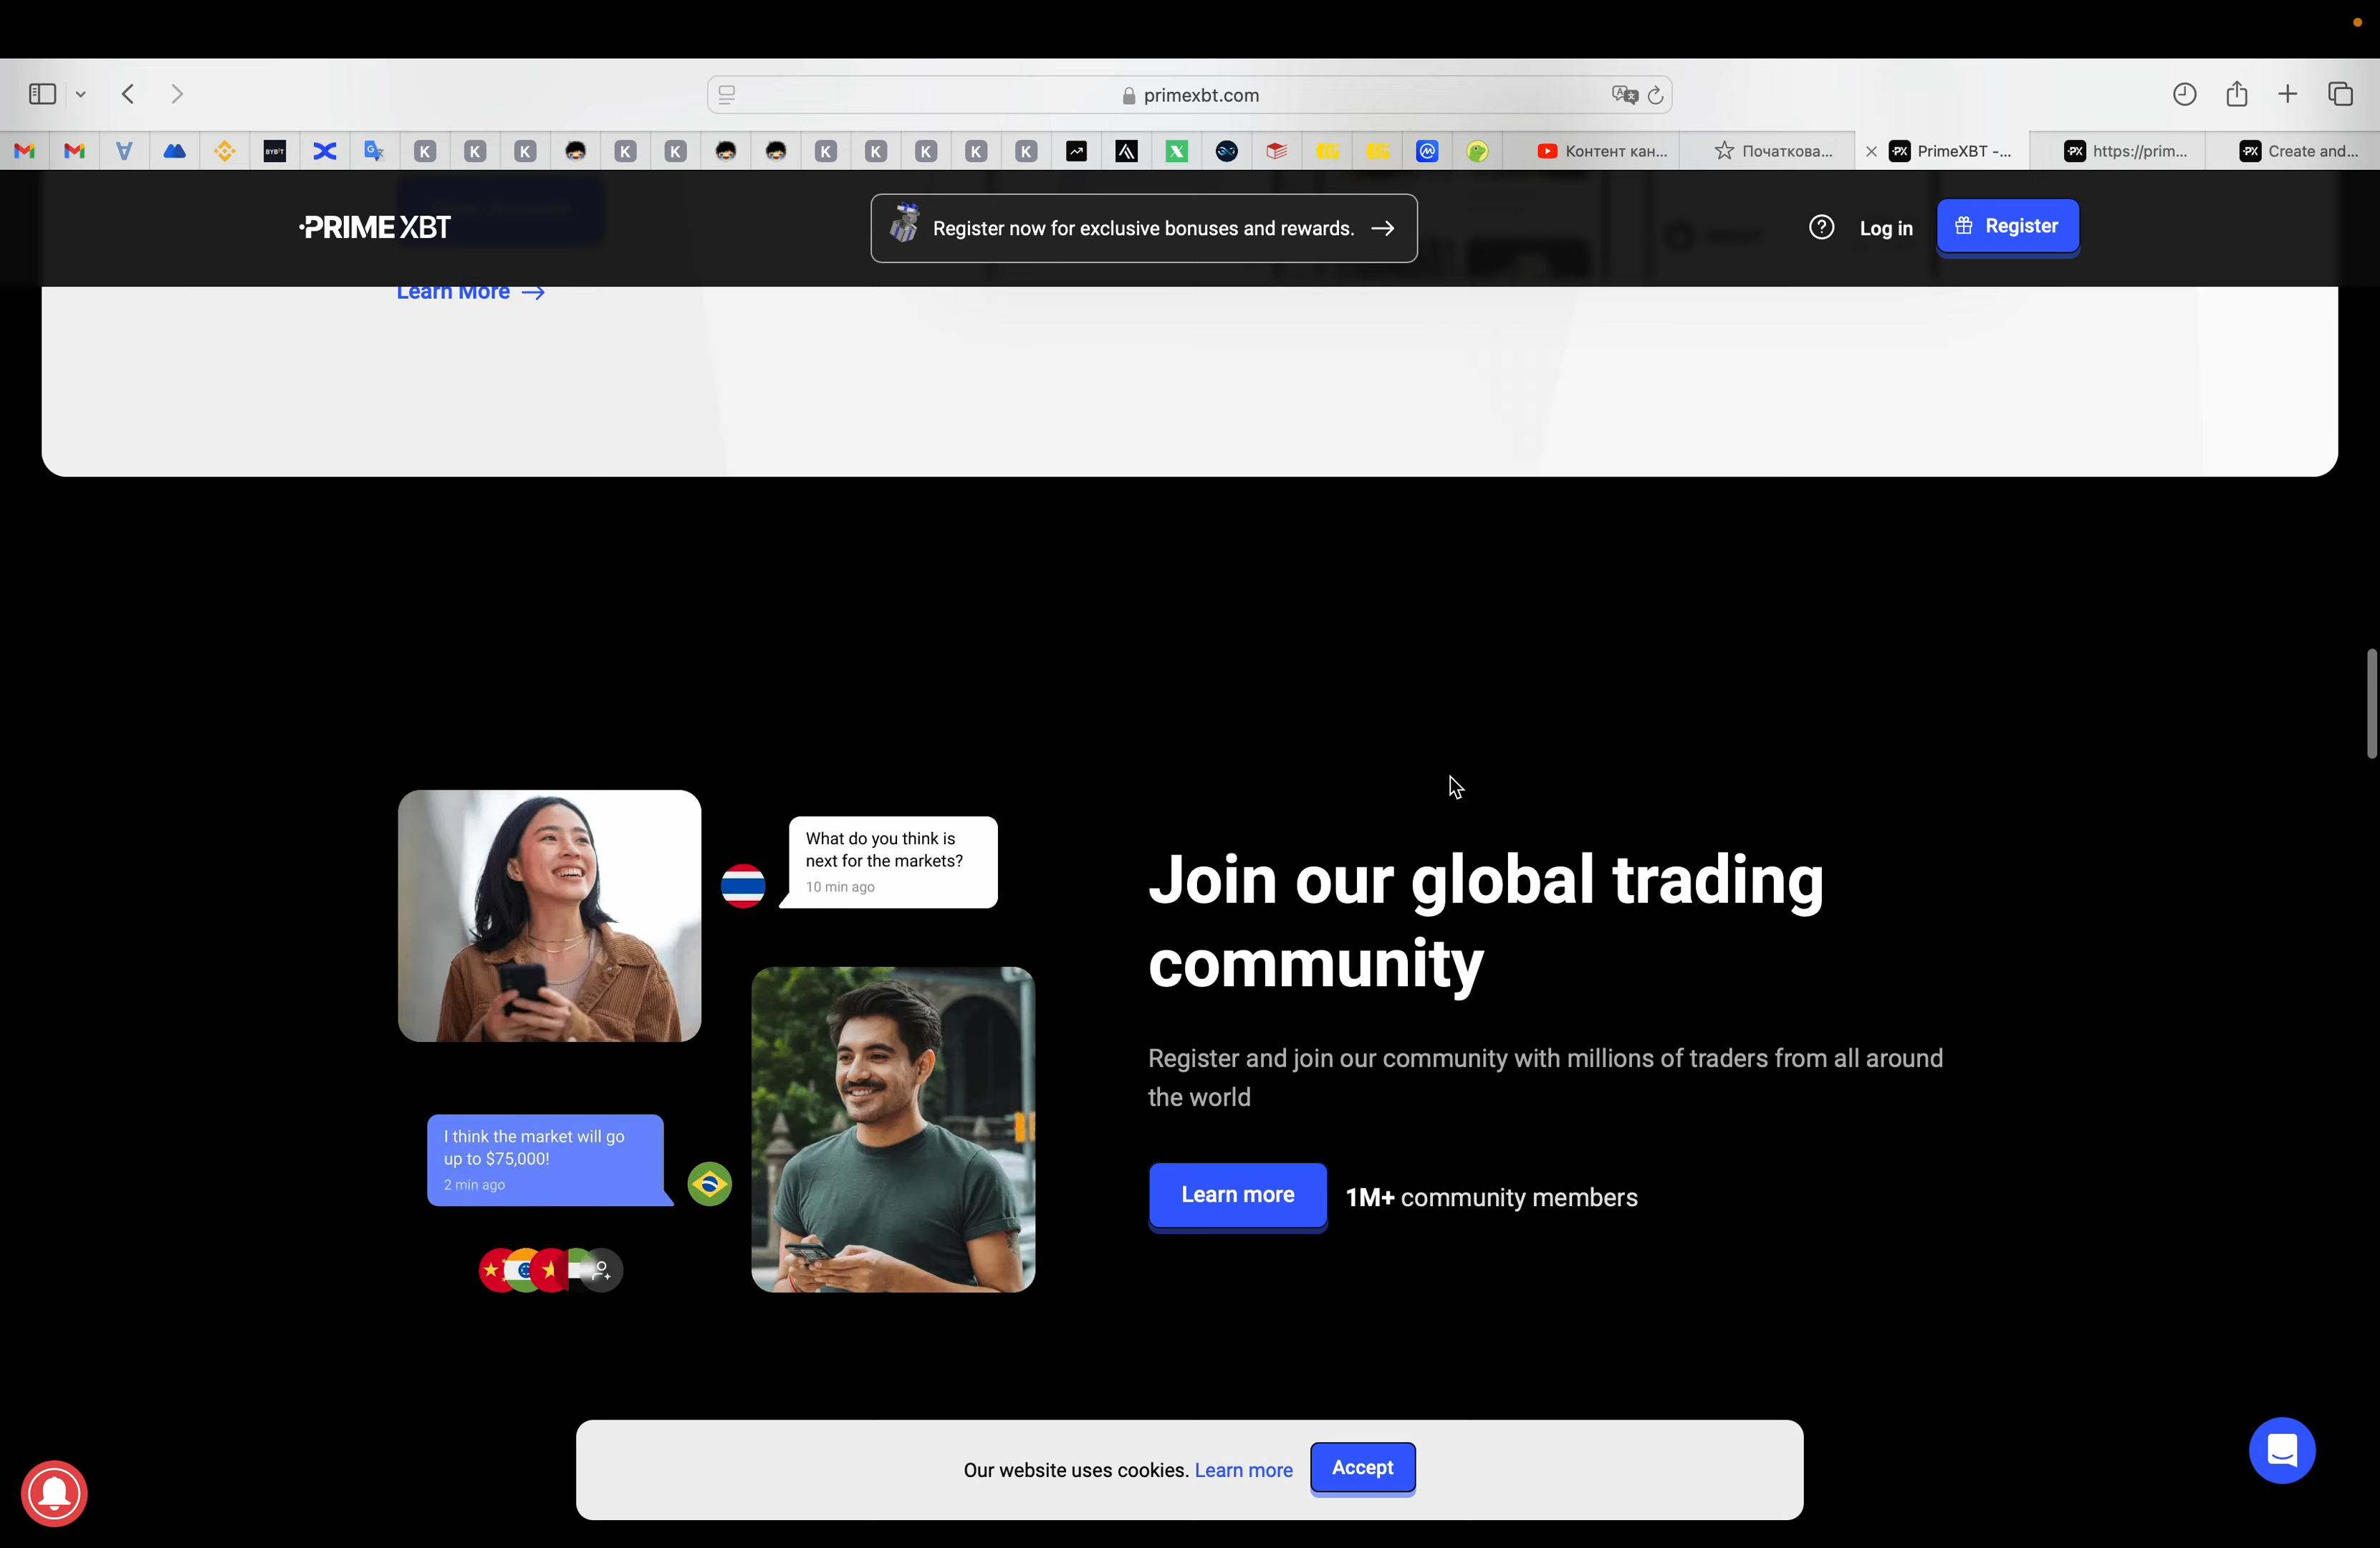 primexbt.com
BYBIT
K
K
K
K
K
K
K
K
K
K
Контент кан...
Початкова...
PX
PrimeXBT -...
PX
https://prim...
PX
Create and...
PRIME XBT
Register now for exclusive bonuses and rewards.
Log in
Register
Learn More
What do you think is
next for the markets?
10 min ago
Join our global trading
community
Register and join our community with millions of traders from all around
the world
I think the market will go
up to $75,000!
2 min ago
Learn more
1M+ community members
Our website uses cookies. Learn more
Accept